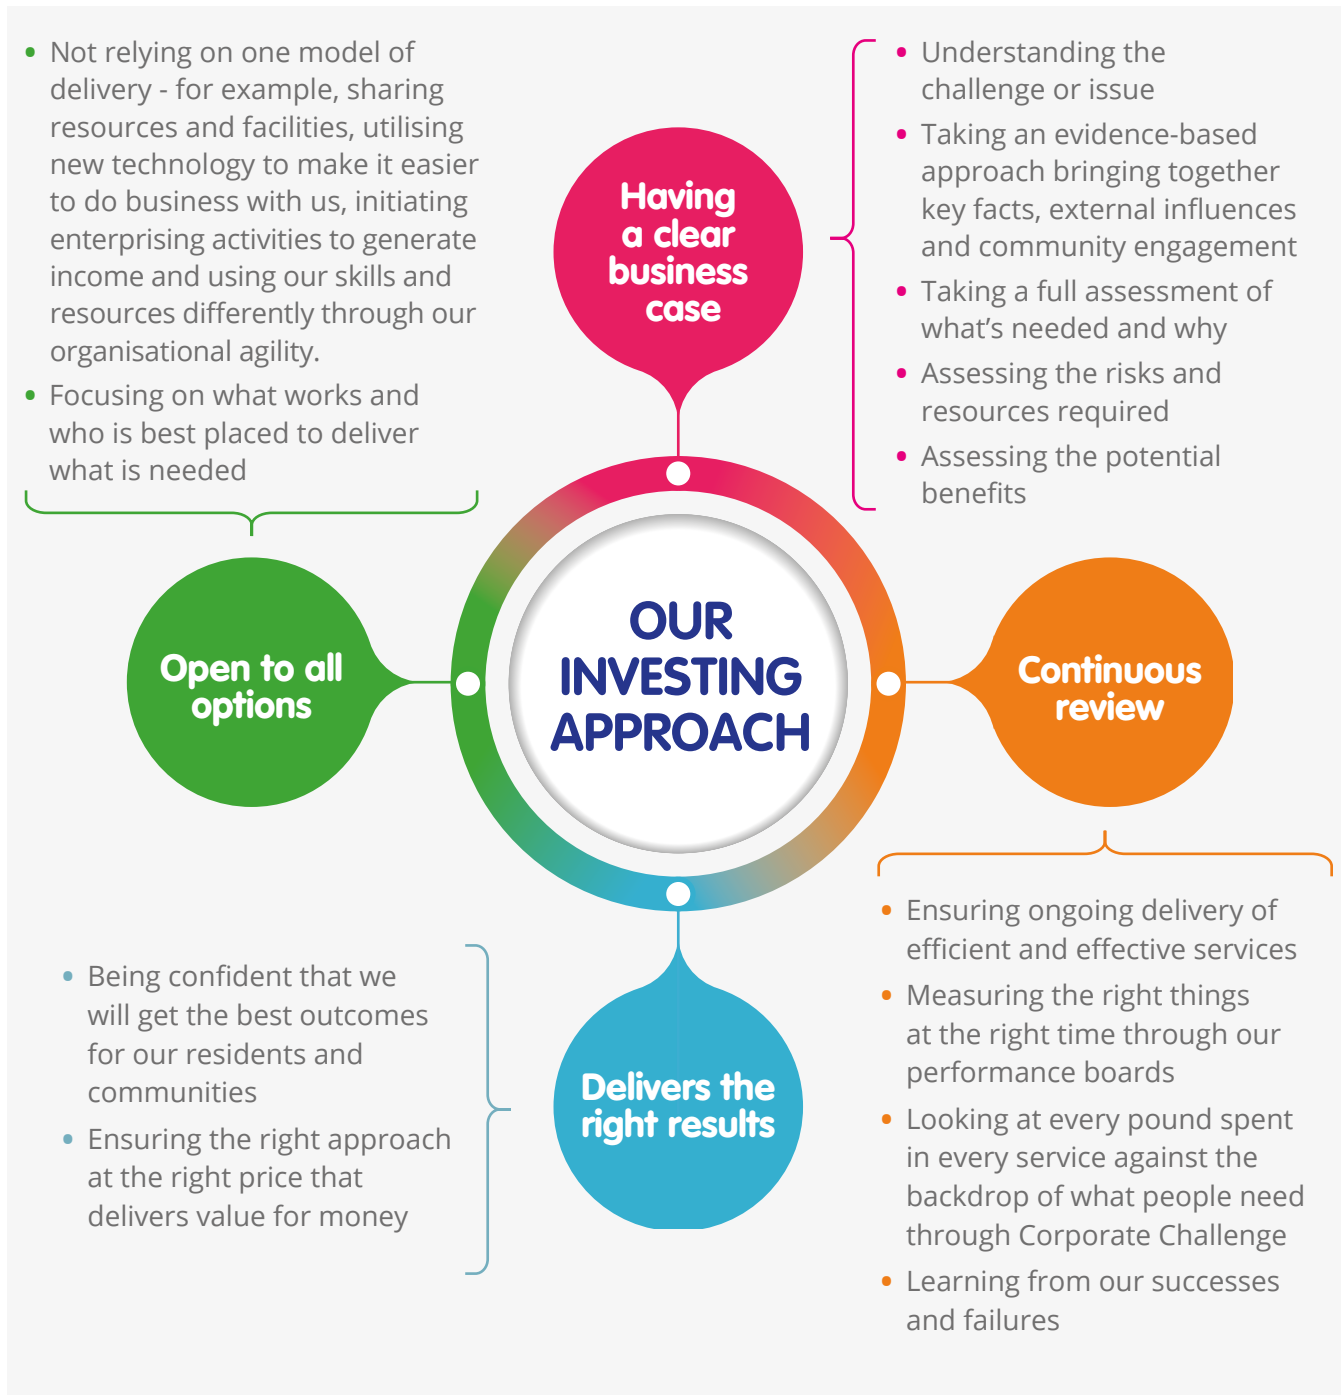 • Not relying on one model of
delivery - for example, sharing
resources and facilities, utilising
new technology to make it easier
to do business with us, initiating
enterprising activities to generate
income and using our skills and
resources differently through our
organisational agility.
• Focusing on what works and
who is best placed to deliver
what is needed
Having
a clear
business
case
• Understanding the
challenge or issue
• Taking an evidence-based
approach bringing together
key facts, external influences
and community engagement
• Taking a full assessment of
what's needed and why
• Assessing the risks and
resources required
• Assessing the potential
benefits
Open to all
options
OUR
INVESTING
APPROACH
Continuous
review
• Being confident that we
will get the best outcomes
for our residents and
communities
• Ensuring the right approach
at the right price that
delivers value for money
Delivers the
right results
• Ensuring ongoing delivery of
efficient and effective services
• Measuring the right things
at the right time through our
performance boards
• Looking at every pound spent
in every service against the
backdrop of what people need
through Corporate Challenge
• Learning from our successes
and failures